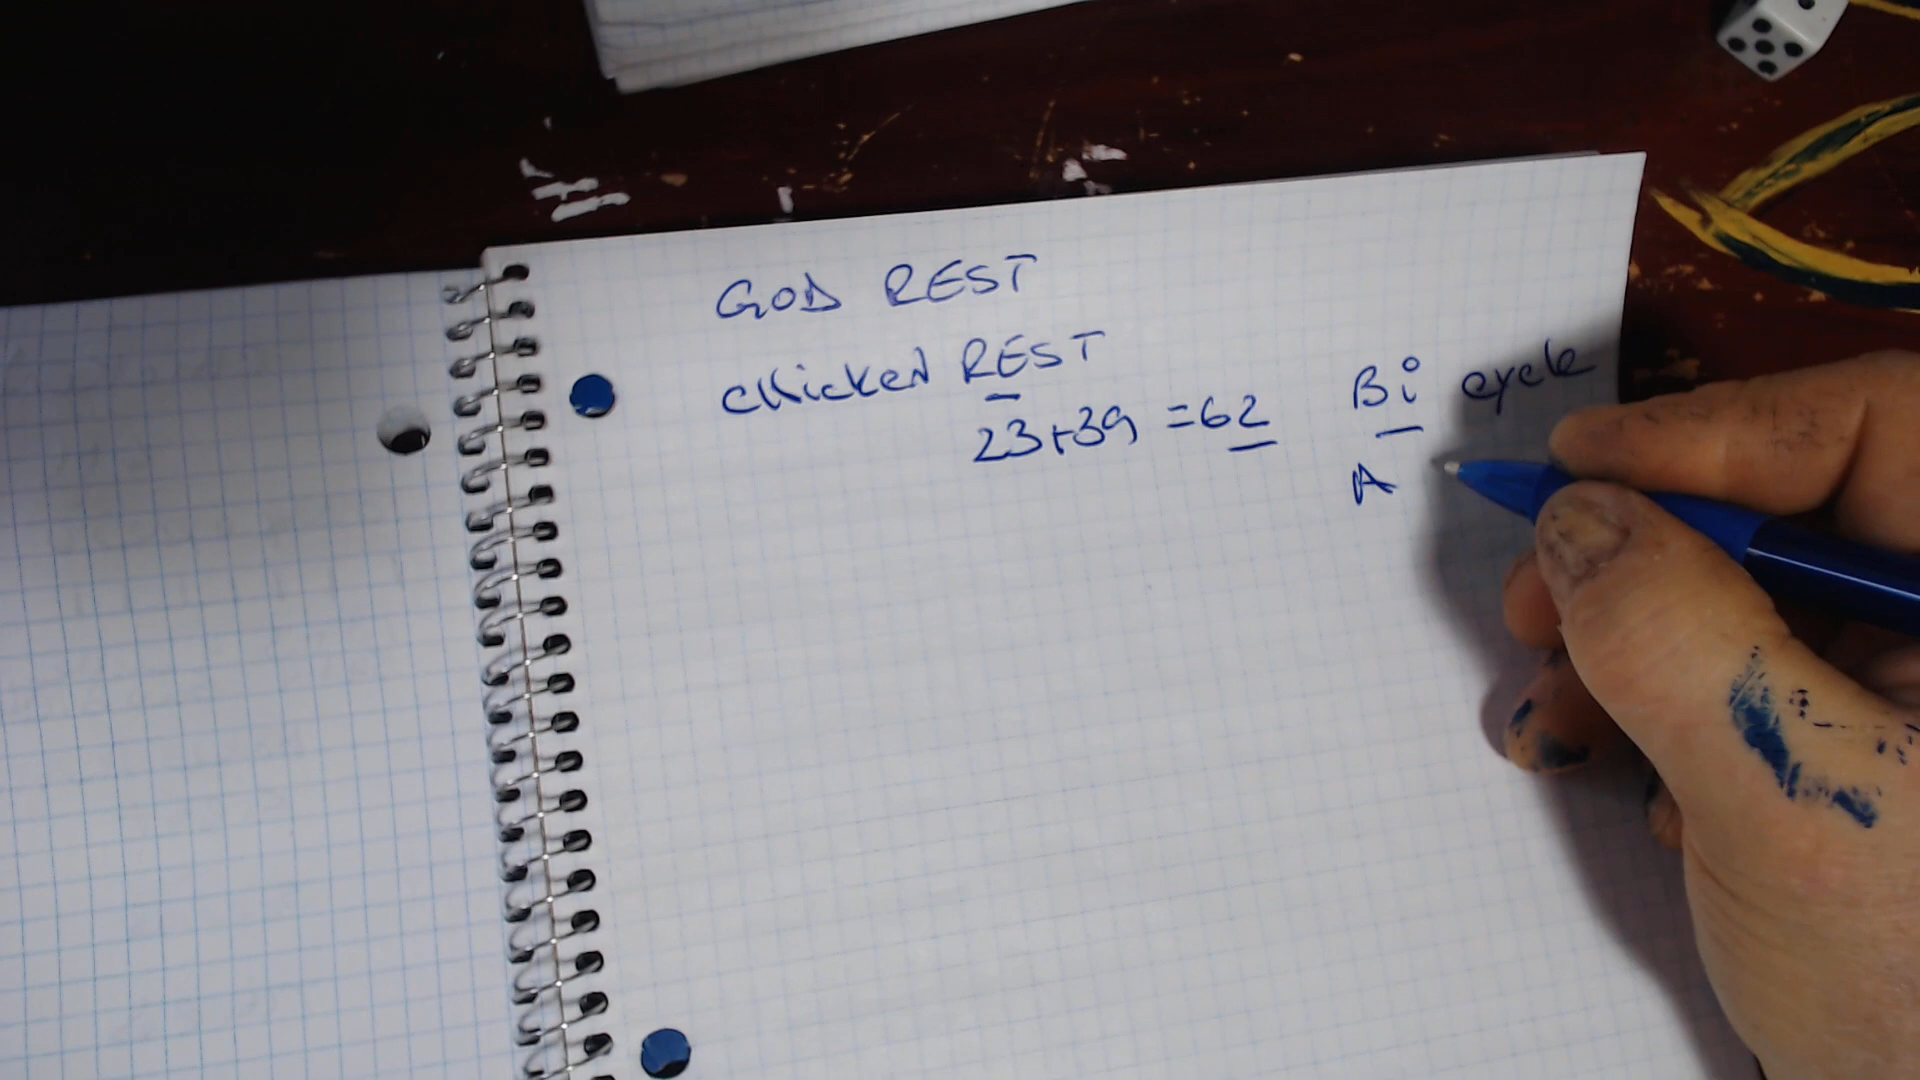 GOD REST
chicken REST
23+39 =62
Bi cycle
A